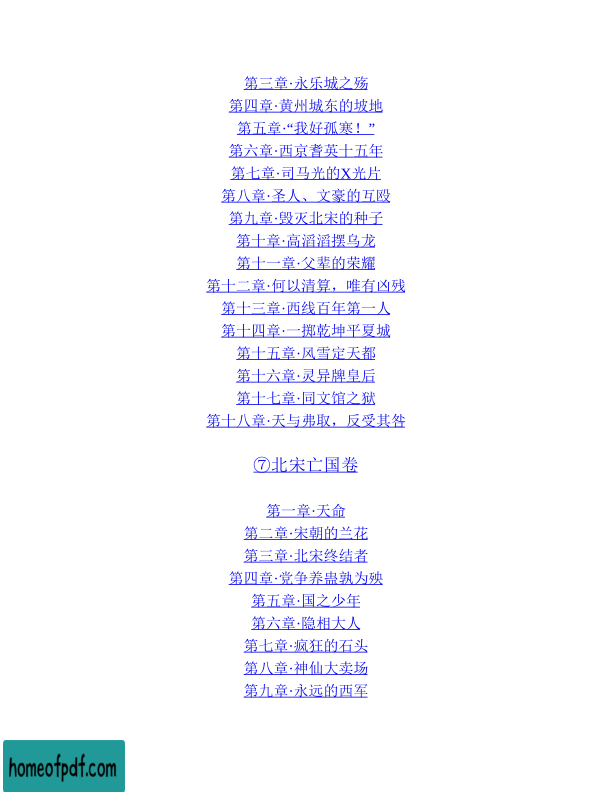 第三章·永乐城之殇
第四章·黄州城东的坡地
第五章·“我好孤寒！”
第六章·西京耆英十五年
第七章·司马光的X光片
第八章·圣人、文豪的互殴
第九章·毁灭北宋的种子
第十章·高滔滔摆乌龙
第十一章·父辈的荣耀
第十二章·何以清算，唯有凶残
第十三章·西线百年第一人
第十四章·一掷乾坤平夏城
第十五章·风雪定天都
第十六章·灵异牌皇后
第十七章·同文馆之狱
第十八章·天与弗取，反受其咎
⑦北宋亡国卷
第一章·天命
第二章·宋朝的兰花
第三章·北宋终结者
第四章·党争养蛊孰为殃
第五章·国之少年
第六章·隐相大人
第七章·疯狂的石头
第八章·神仙大卖场
第九章·永远的西军
homeofpdf.com